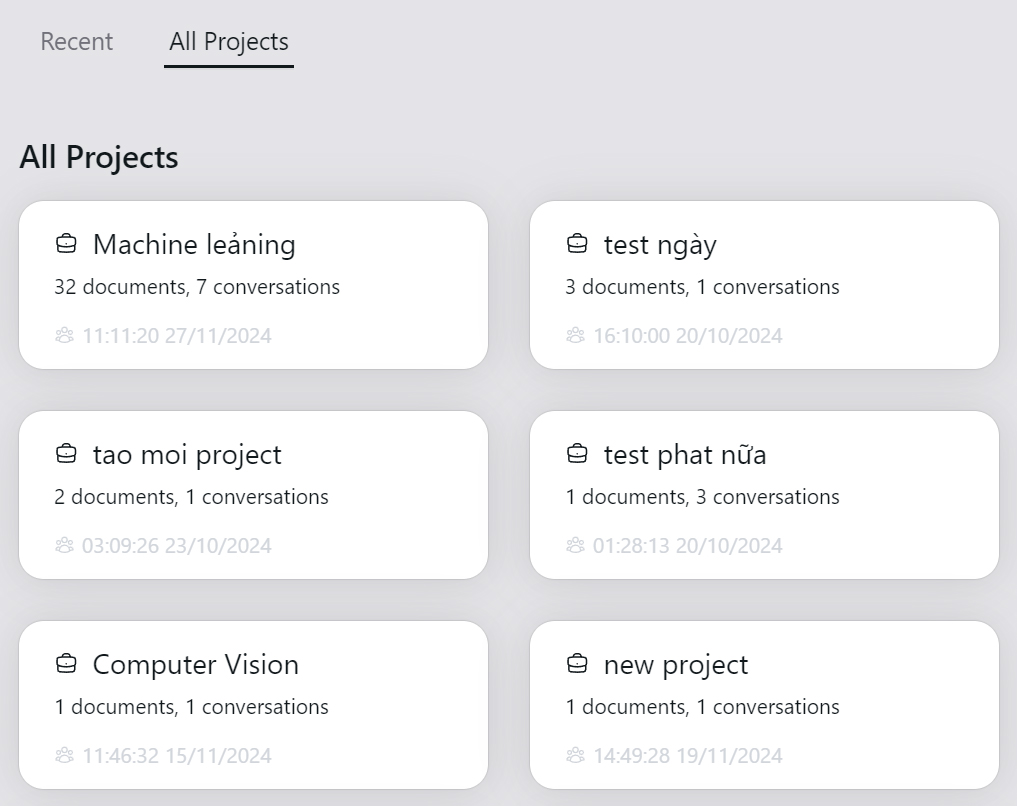 Recent
All Projects
All Projects
Machine leảning
32 documents, 7 conversations
11:11:20 27/11/2024
test ngày
3 documents, 1 conversations
16:10:00 20/10/2024
tao moi project
2 documents, 1 conversations
03:09:26 23/10/2024
test phat nữa
1 documents, 3 conversations
01:28:13 20/10/2024
Computer Vision
1 documents, 1 conversations
11:46:32 15/11/2024
new project
1 documents, 1 conversations
14:49:28 19/11/2024